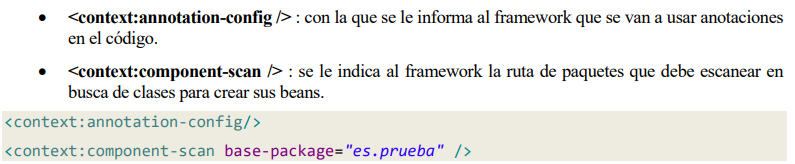 • <context:annotation-config /> : con la que se le informa al framework que se van a usar anotaciones
en el código.
• <context:component-scan /> : se le indica al framework la ruta de paquetes que debe escanear en
busca de clases para crear sus beans.
<context:annotation-config/>
<context:component-scan base-package="es.prueba" />